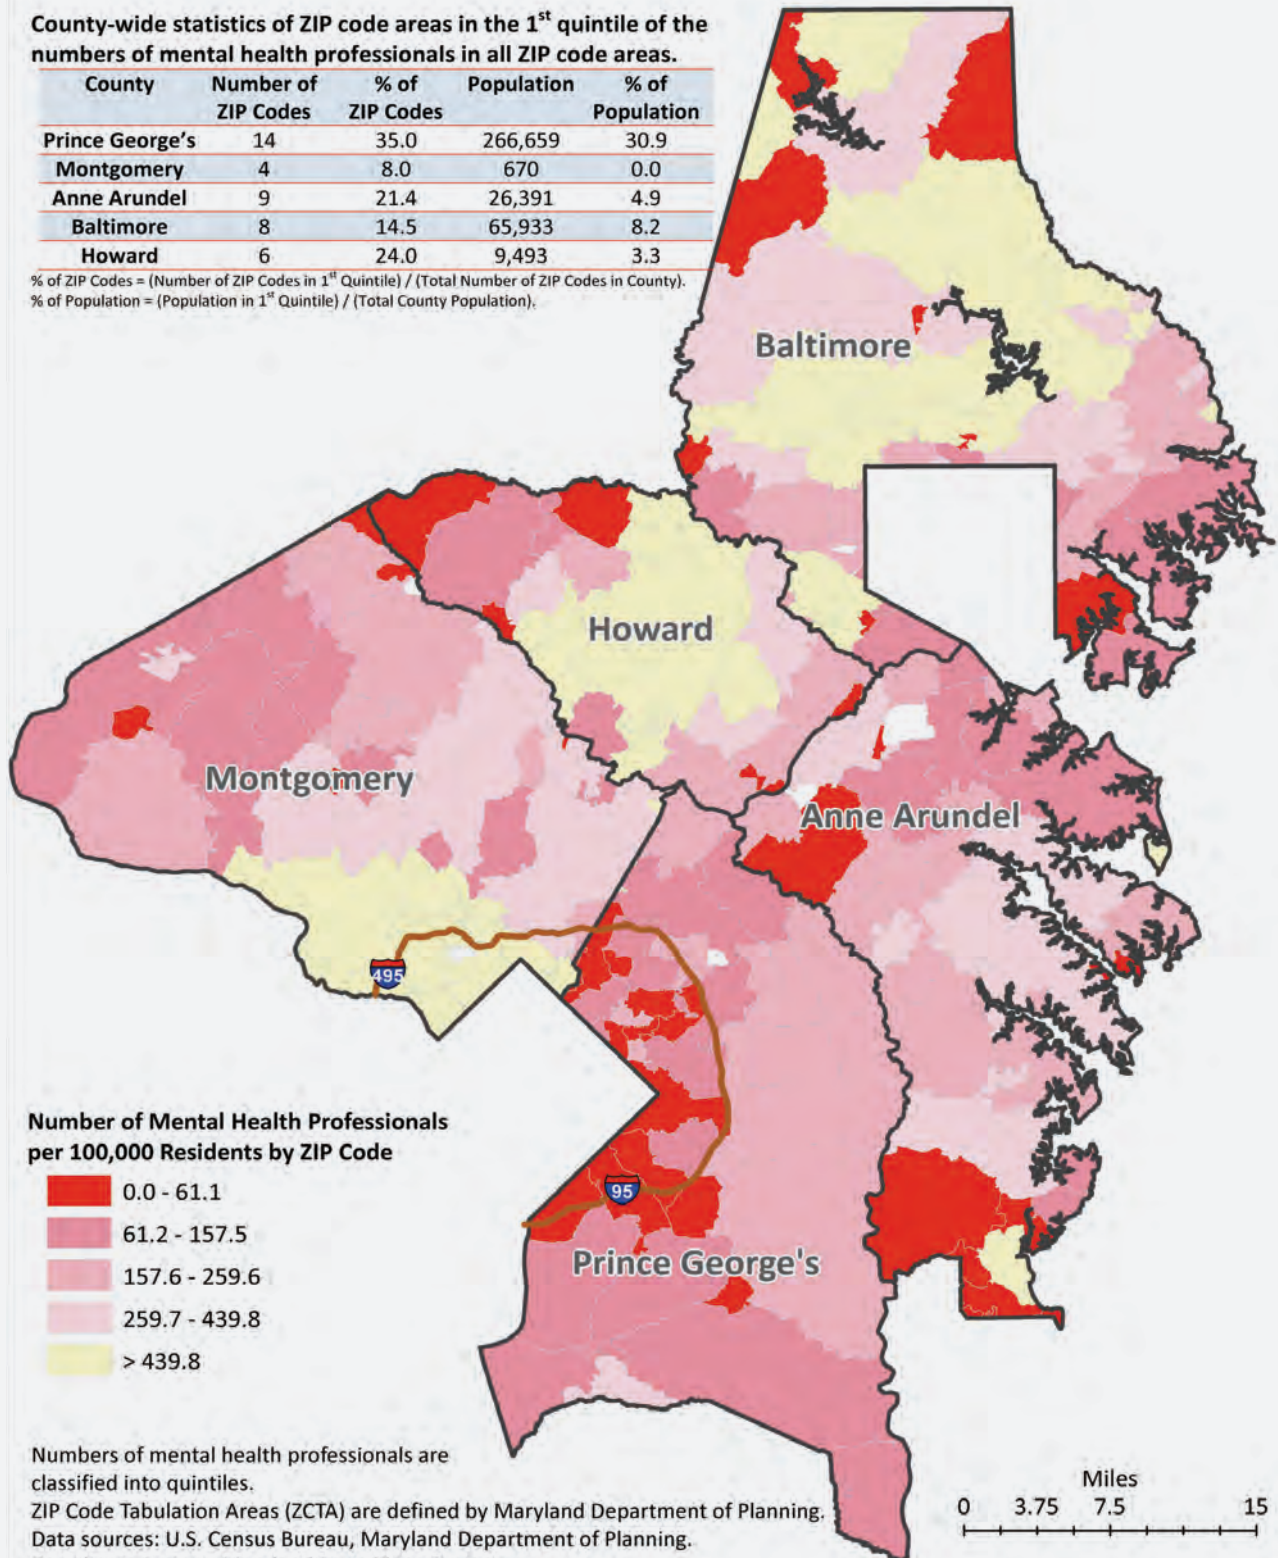 County-wide statistics of ZIP code areas in the 1st quintile of the
numbers of mental health professionals in all ZIP code areas.
County Number of ZIP Codes % of ZIP Codes Population % of Population
Prince George's 14 35.0 266,659 30.9
Montgomery 4 8.0 670 0.0
Anne Arundel 9 21.4 26,391 4.9
Baltimore 8 14.5 65,933 8.2
Howard 6 24.0 9,493 3.3
% of ZIP Codes = (Number of ZIP Codes in 1st Quintile) / (Total Number of ZIP Codes in County).
% of Population = (Population in 1st Quintile) / (Total County Population).
Baltimore
Howard
Montgomery
Anne Arundel
495
95
Prince George's
Number of Mental Health Professionals
per 100,000 Residents by ZIP Code
0.0 - 61.1
61.2 - 157.5
157.6 - 259.6
259.7 - 439.8
> 439.8
Numbers of mental health professionals are
classified into quintiles.
ZIP Code Tabulation Areas (ZCTA) are defined by Maryland Department of Planning.
Data sources: U.S. Census Bureau, Maryland Department of Planning.
Miles
0 3.75 7.5 15